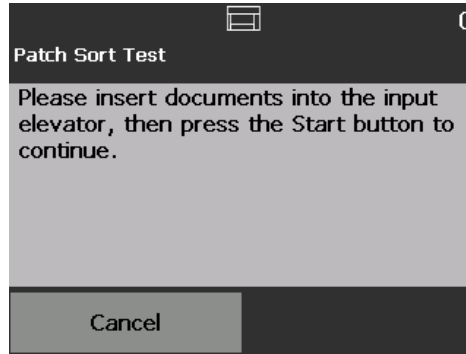 Patch Sort Test
Please insert documents into the input
elevator, then press the Start button to
continue.
Cancel